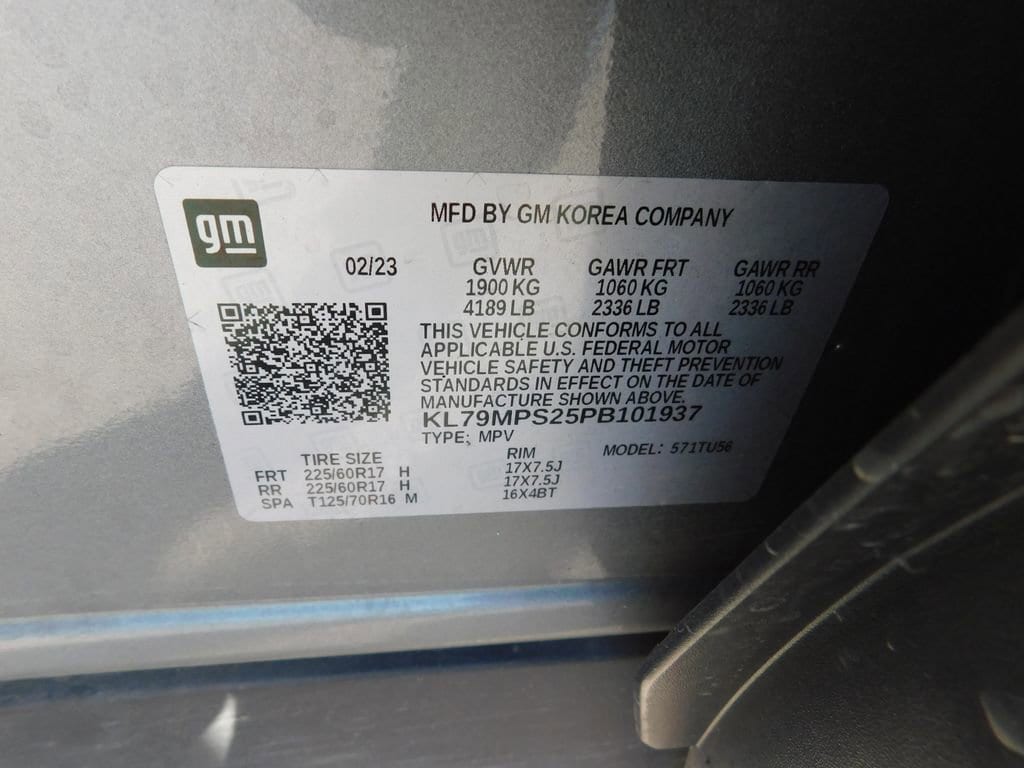 gm
MFD BY GM KOREA COMPANY
02/23 GVWR GAWR FRT GAWR RR
1900 KG 1060 KG 1060 KG
4189 LB 2336 LB 2336 LB
THIS VEHICLE CONFORMS TO ALL
APPLICABLE U.S. FEDERAL MOTOR
VEHICLE SAFETY AND THEFT PREVENTION
STANDARDS IN EFFECT ON THE DATE OF
MANUFACTURE SHOWN ABOVE.
KL79MPS25PB101937
TYPE; MPV
TIRE SIZE RIM MODEL: 571TU56
FRT 225/60R17 H 17X7.5J
RR 225/60R17 H 17X7.5J
SPA T125/70R16 M 16X4BT